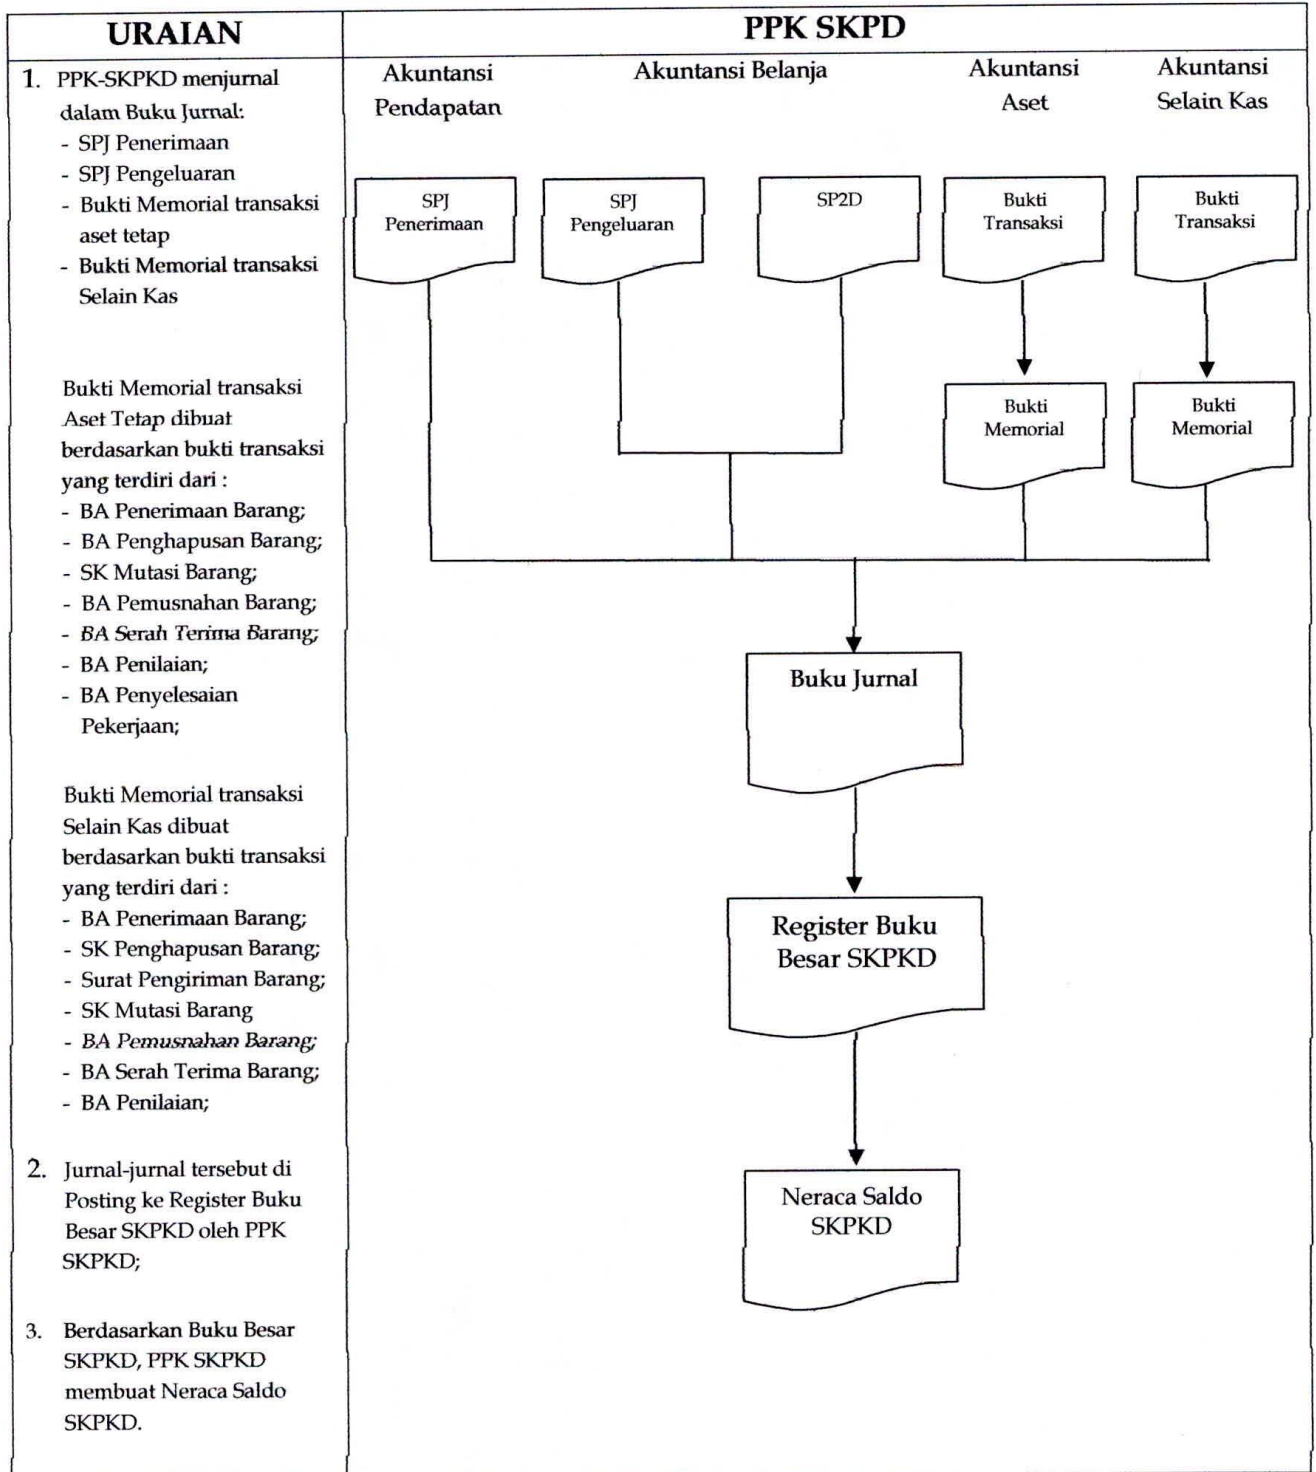 URAIAN
PPK SKPD
1. PPK-SKPKD menjurnal
dalam Buku Jurnal:
- SPJ Penerimaan
- SPJ Pengeluaran
- Bukti Memorial transaksi
aset tetap
- Bukti Memorial transaksi
Selain Kas
Bukti Memorial transaksi
Aset Tetap dibuat
berdasarkan bukti transaksi
yang terdiri dari :
- BA Penerimaan Barang;
- BA Penghapusan Barang;
- SK Mutasi Barang;
- BA Pemusnahan Barang;
- BA Serah Terima Barang;
- BA Penilaian;
- BA Penyelesaian
Pekerjaan;
Bukti Memorial transaksi
Selain Kas dibuat
berdasarkan bukti transaksi
yang terdiri dari :
- BA Penerimaan Barang;
- SK Penghapusan Barang;
- Surat Pengiriman Barang;
- SK Mutasi Barang
- BA Pemusnahan Barang;
- BA Serah Terima Barang;
- BA Penilaian;
2. Jurnal-jurnal tersebut di
Posting ke Register Buku
Besar SKPKD oleh PPK
SKPKD;
3. Berdasarkan Buku Besar
SKPKD, PPK SKPKD
membuat Neraca Saldo
SKPKD.
Akuntansi
Pendapatan
Akuntansi Belanja
Akuntansi
Aset
Akuntansi
Selain Kas
SPJ
Penerimaan
SPJ
Pengeluaran
SP2D
Bukti
Transaksi
Bukti
Transaksi
Bukti
Memorial
Bukti
Memorial
Buku Jurnal
Register Buku
Besar SKPKD
Neraca Saldo
SKPKD